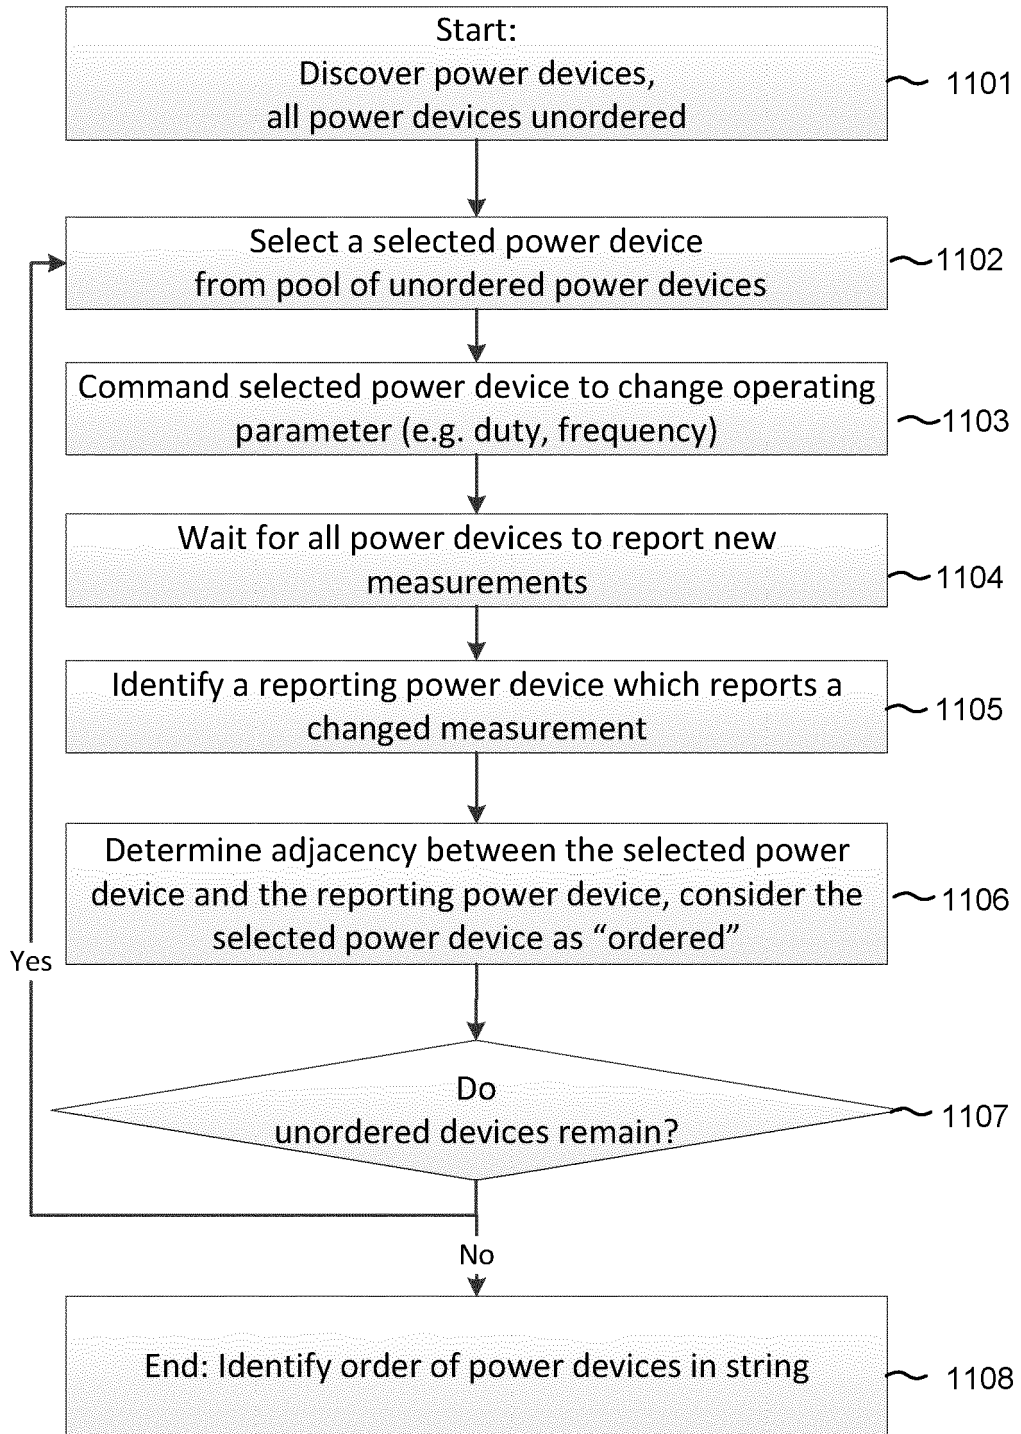 Start:
Discover power devices,
all power devices unordered
1101
Select a selected power device
from pool of unordered power devices
1102
Command selected power device to change operating
parameter (e.g. duty, frequency)
1103
Wait for all power devices to report new
measurements
1104
Identify a reporting power device which reports a
changed measurement
1105
Determine adjacency between the selected power
device and the reporting power device, consider the
selected power device as “ordered”
1106
Yes
Do
unordered devices remain?
1107
No
End: Identify order of power devices in string
1108